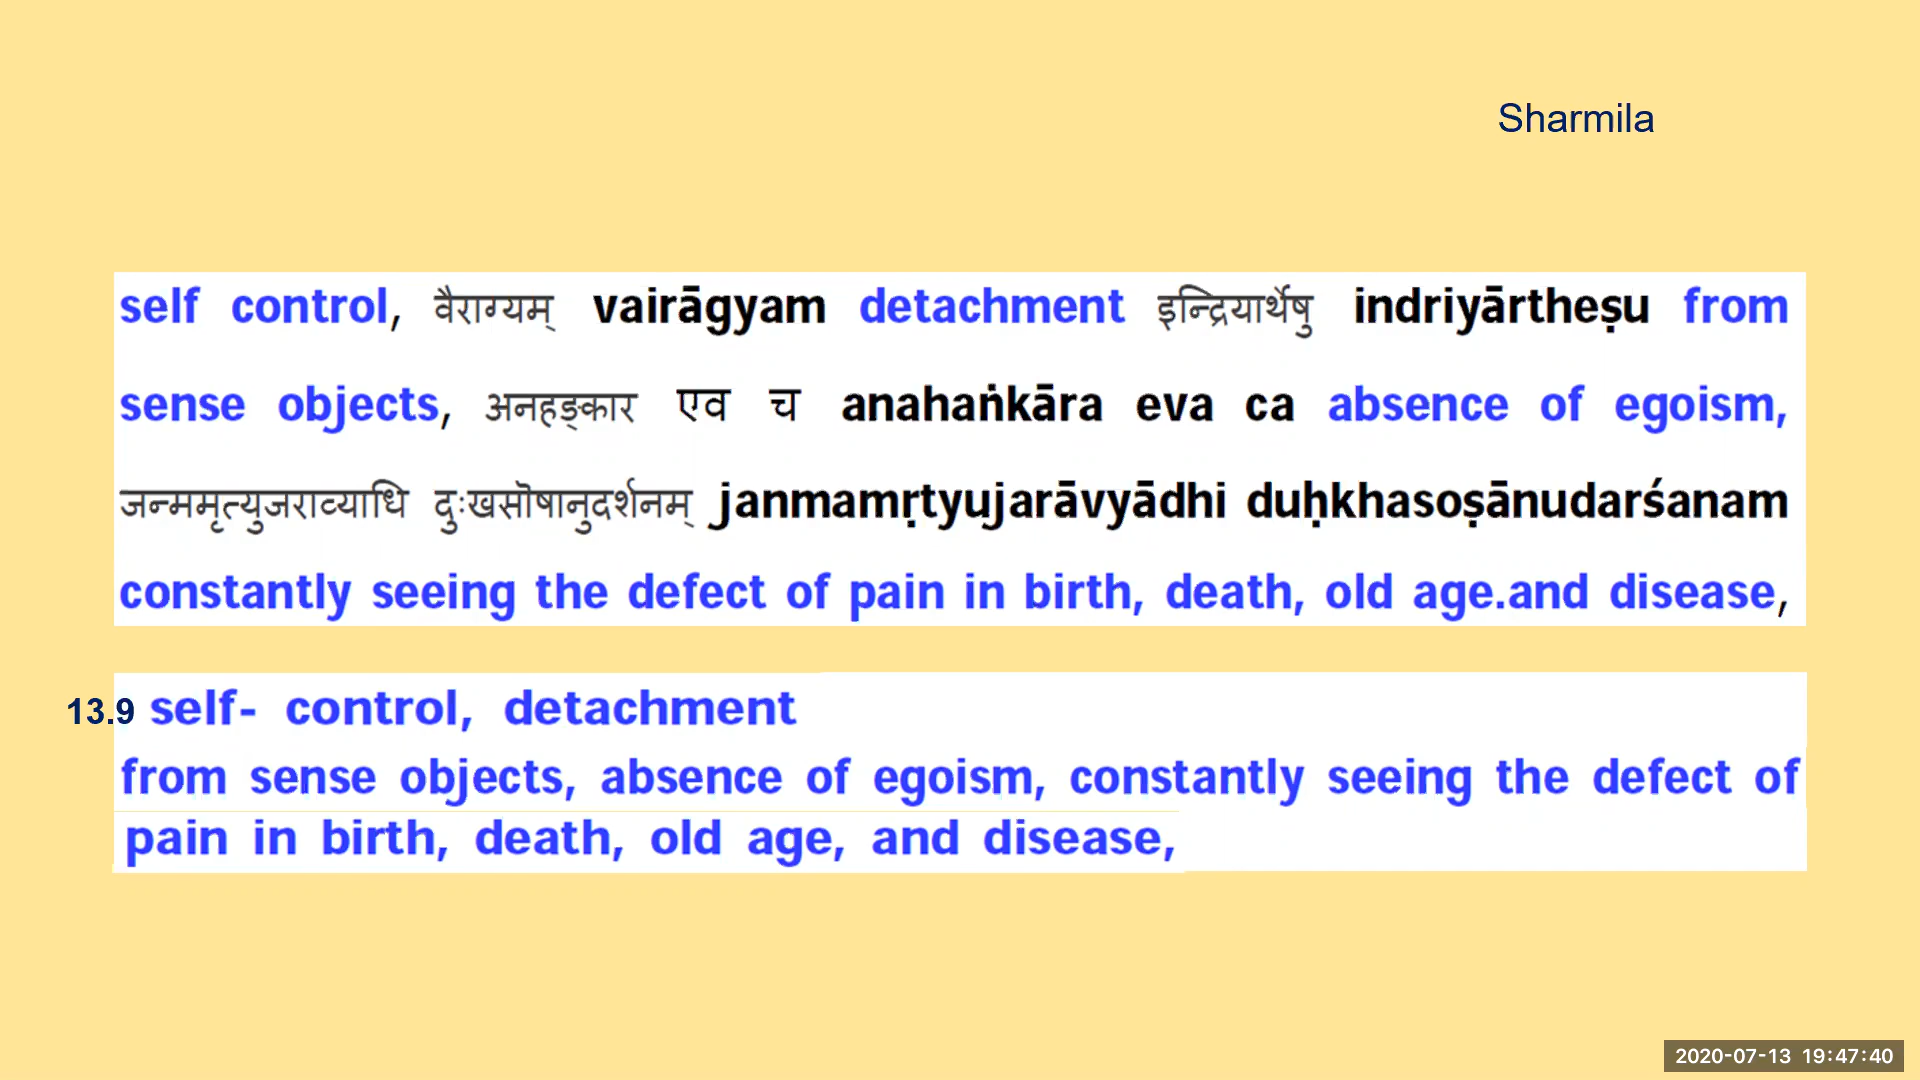 Sharmila
self control, वैराग्यम् vairāgyam detachment इन्द्रियार्थेषु indriyārtheṣu from
sense objects, अनहङ्कार एव च anahaṅkāra eva ca absence of egoism,
जन्ममृत्युजराव्याधि दुःखसॊषानुदर्शनम् janmamṛtyujarāvyādhi duḥkhasoṣānudarśanam
constantly seeing the defect of pain in birth, death, old age.and disease,
13.9 self- control, detachment
from sense objects, absence of egoism, constantly seeing the defect of
pain in birth, death, old age, and disease,
2020-07-13 19:47:40